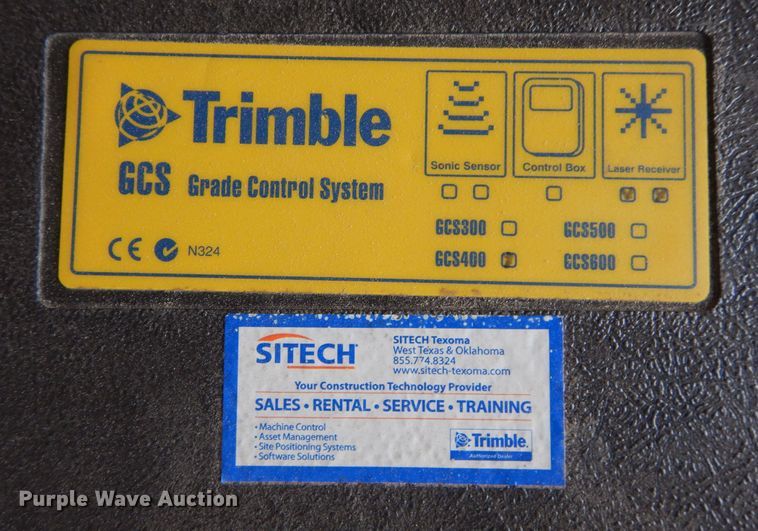 Trimble
GCS Grade Control System
Sonic Sensor
Control Box
Laser Receiver
GCS300
GCS500
GCS400
GCS600
CE N324
SITECH
SITECH Texoma
West Texas & Oklahoma
855.774.8324
www.sitech-texoma.com
Your Construction Technology Provider
SALES • RENTAL • SERVICE • TRAINING
• Machine Control
• Asset Management
• Site Positioning Systems
• Software Solutions
Trimble.
Authorized Dealer
Purple Wave Auction